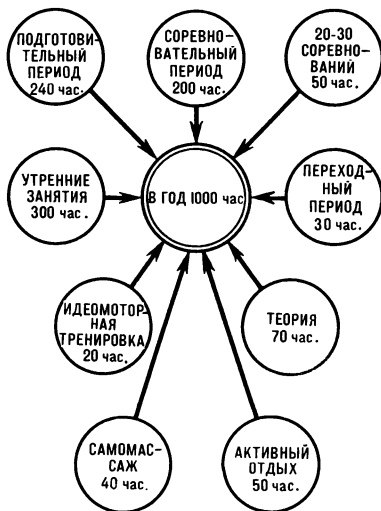 ПОДГОТОВИ-
ТЕЛЬНЫЙ
ПЕРИОД
240 час.
СОРЕВНО-
ВАТЕЛЬНЫЙ
ПЕРИОД
200 час.
20-30
СОРЕВНО-
ВАНИЙ
50 час.
УТРЕННИЕ
ЗАНЯТИЯ
300 час.
В ГОД 1000 час
ПЕРЕХОД-
НЫЙ
ПЕРИОД
30 час.
ИДЕОМОТОР-
НАЯ
ТРЕНИРОВКА
20 час.
ТЕОРИЯ
70 час.
САМОМАС-
САЖ
40 час.
АКТИВНЫЙ
ОТДЫХ
50 час.